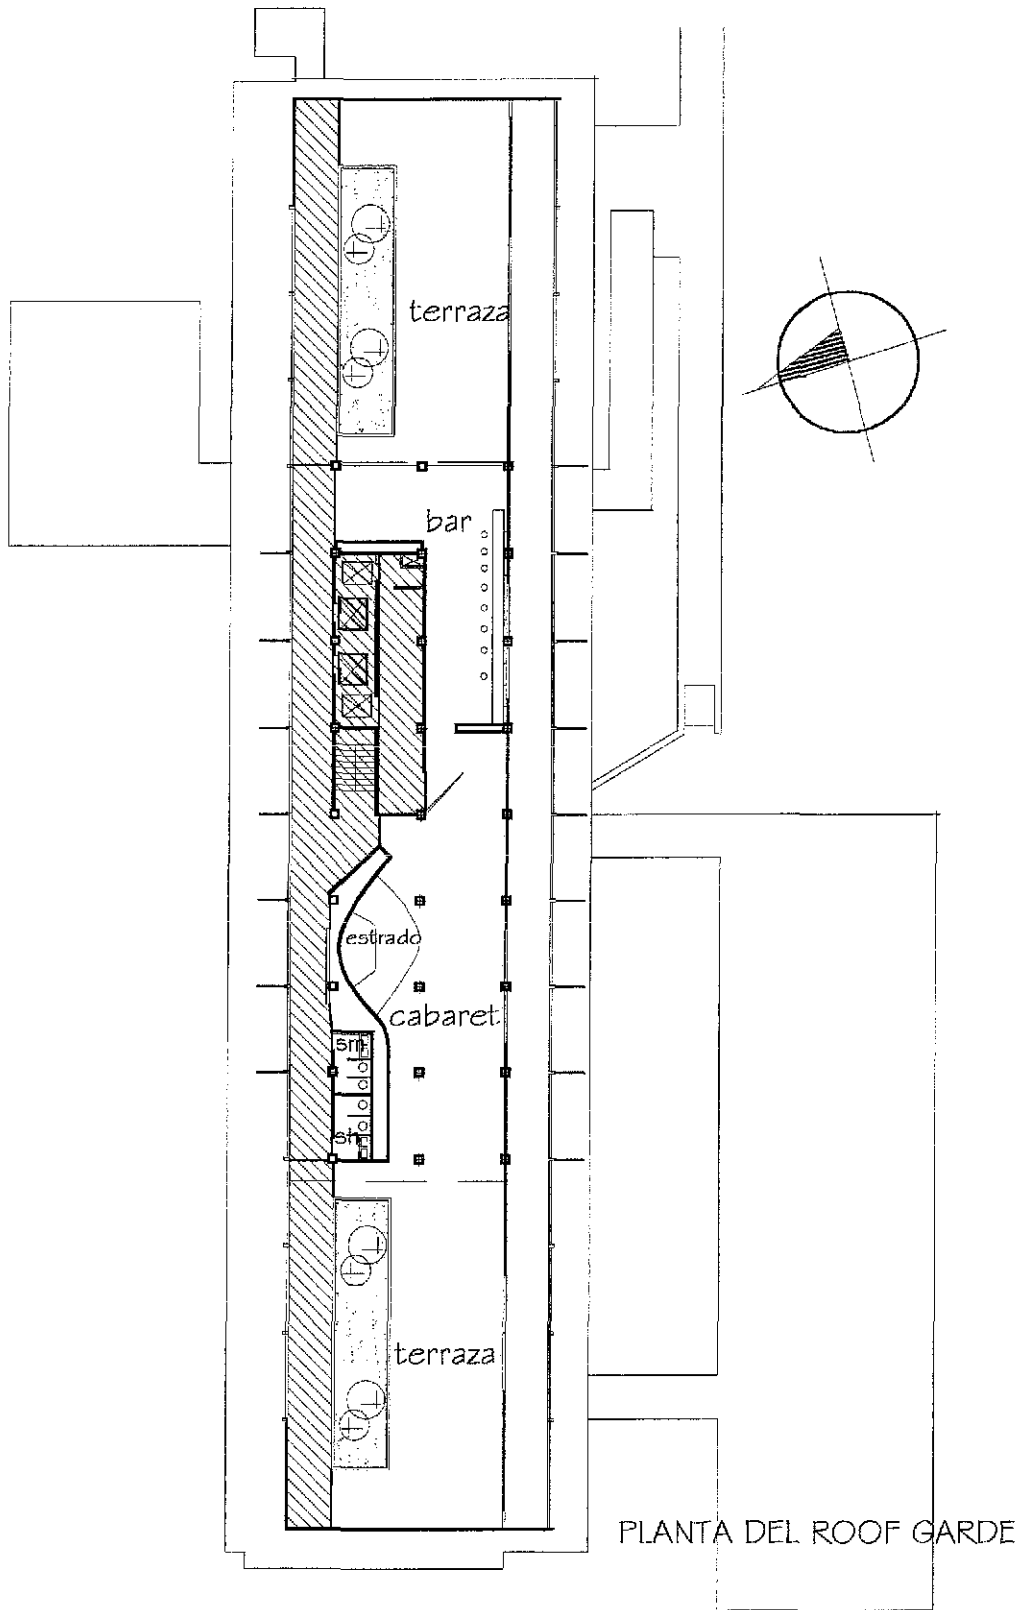 terraza
bar
estrado
cabaret
sm
sh
terraza
PLANTA DEL ROOF GARDE